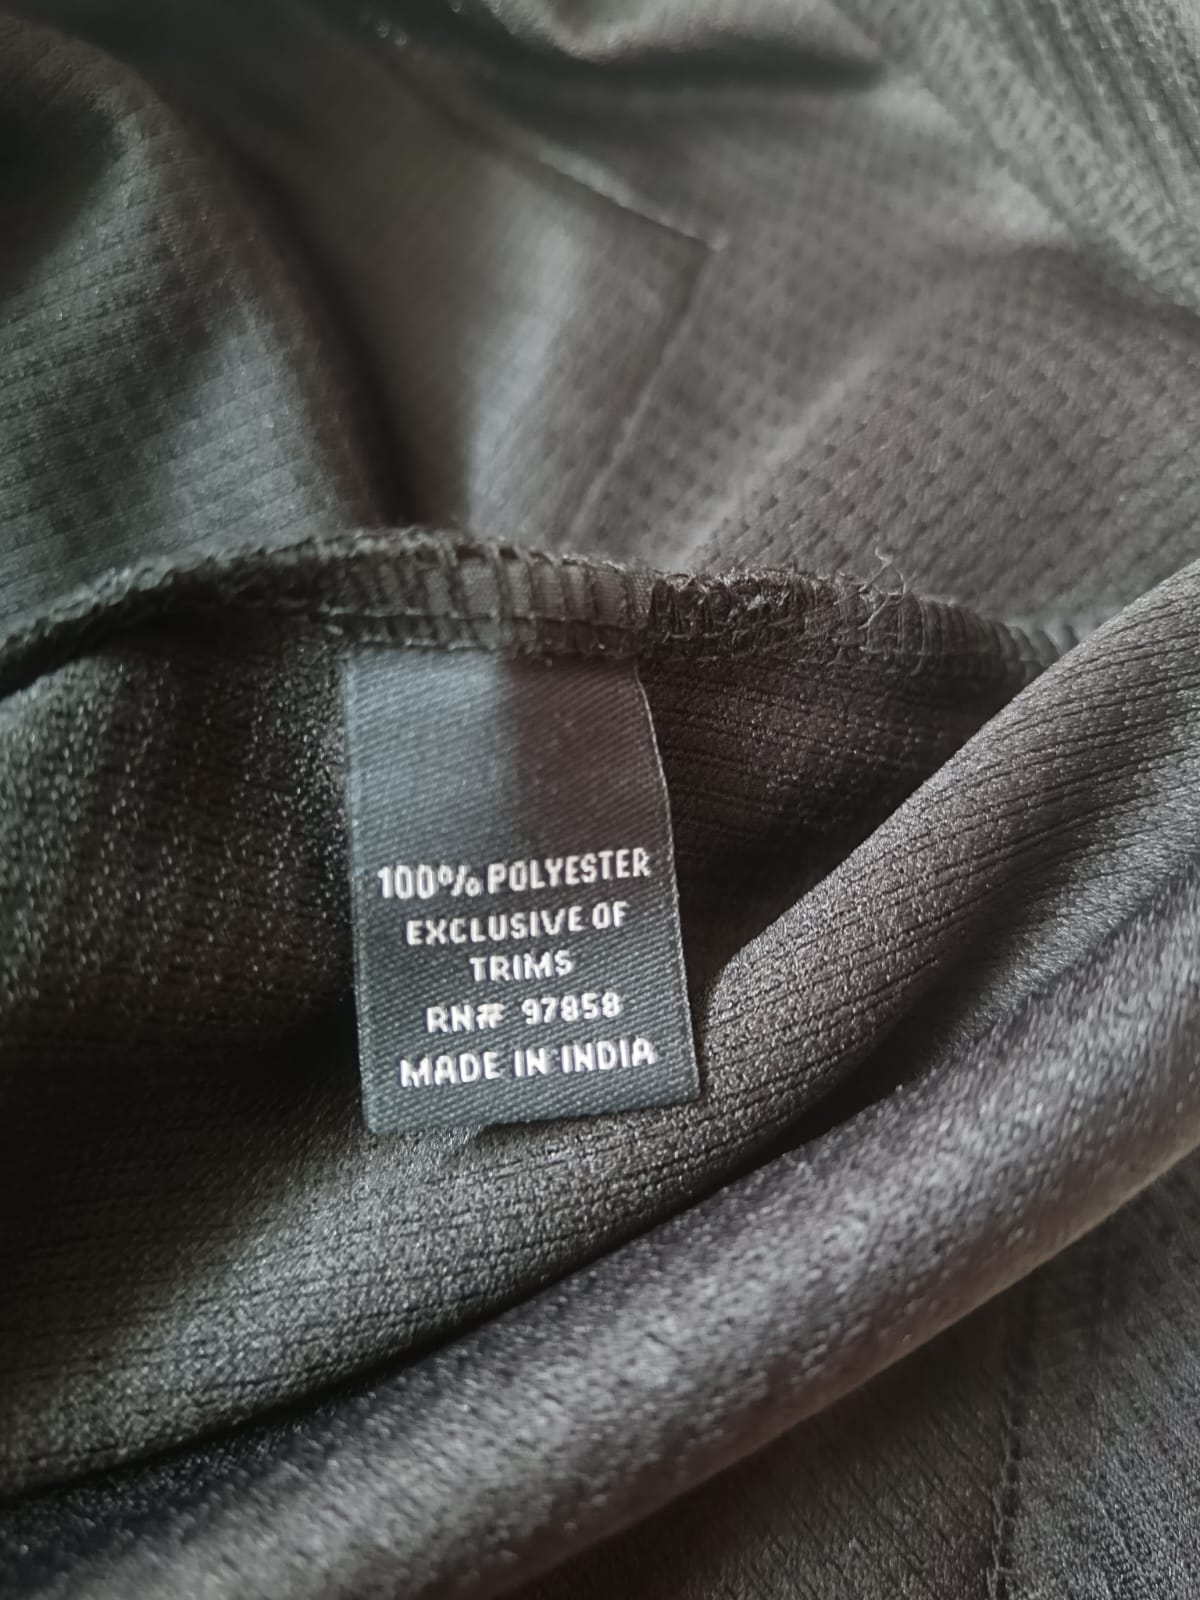 100% POLYESTER
EXCLUSIVE OF
TRIMS
RN# 97858
MADE IN INDIA